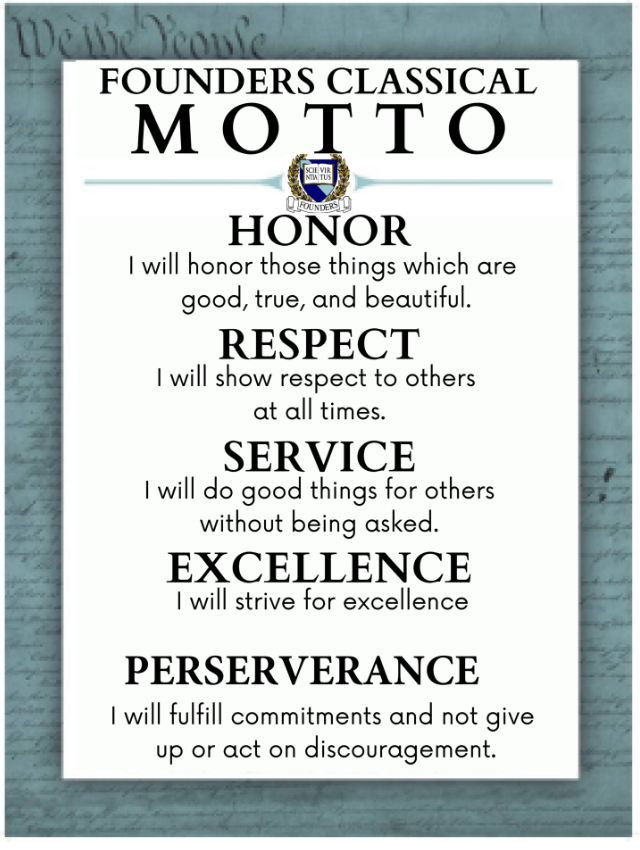 We the People
FOUNDERS CLASSICAL
MOTTO
SCIE VIR
NTIA TUS
FOUNDERS
HONOR
I will honor those things which are
good, true, and beautiful.
RESPECT
I will show respect to others
at all times.
SERVICE
I will do good things for others
without being asked.
EXCELLENCE
I will strive for excellence
PERSERVERANCE
I will fulfill commitments and not give
up or act on discouragement.